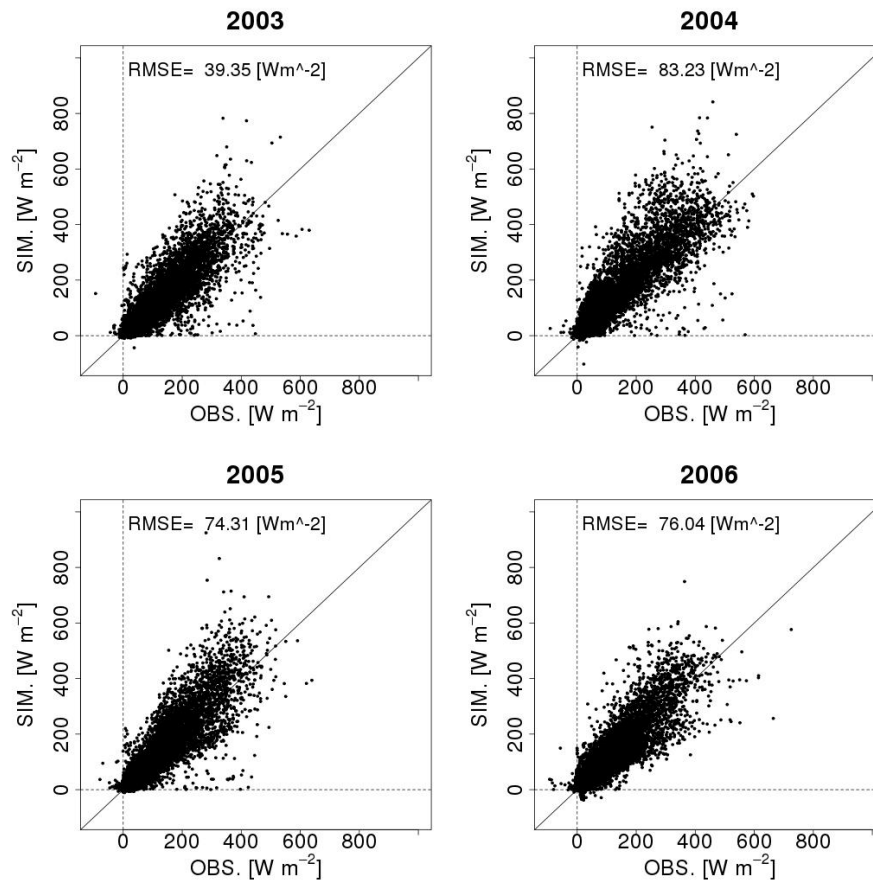 2003
RMSE= 39.35 [Wm^-2]
SIM. [W m−2]
0 200 400 600 800
0 200 400 600 800
OBS. [W m−2]
2004
RMSE= 83.23 [Wm^-2]
SIM. [W m−2]
0 200 400 600 800
0 200 400 600 800
OBS. [W m−2]
2005
RMSE= 74.31 [Wm^-2]
SIM. [W m−2]
0 200 400 600 800
0 200 400 600 800
OBS. [W m−2]
2006
RMSE= 76.04 [Wm^-2]
SIM. [W m−2]
0 200 400 600 800
0 200 400 600 800
OBS. [W m−2]